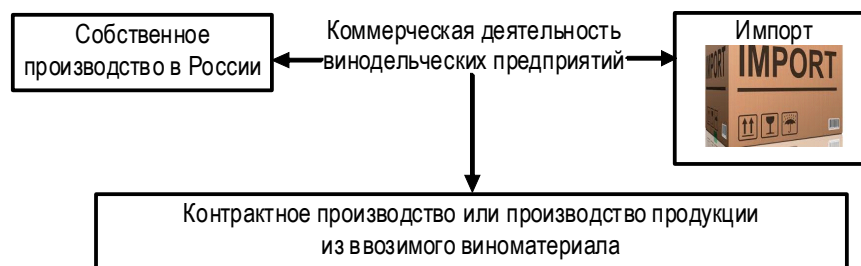 Собственное
производство в России
Коммерческая деятельность
винодельческих предприятий
Импорт
IMPORT
IMPORT
Контрактное производство или производство продукции
из ввозимого виноматериала